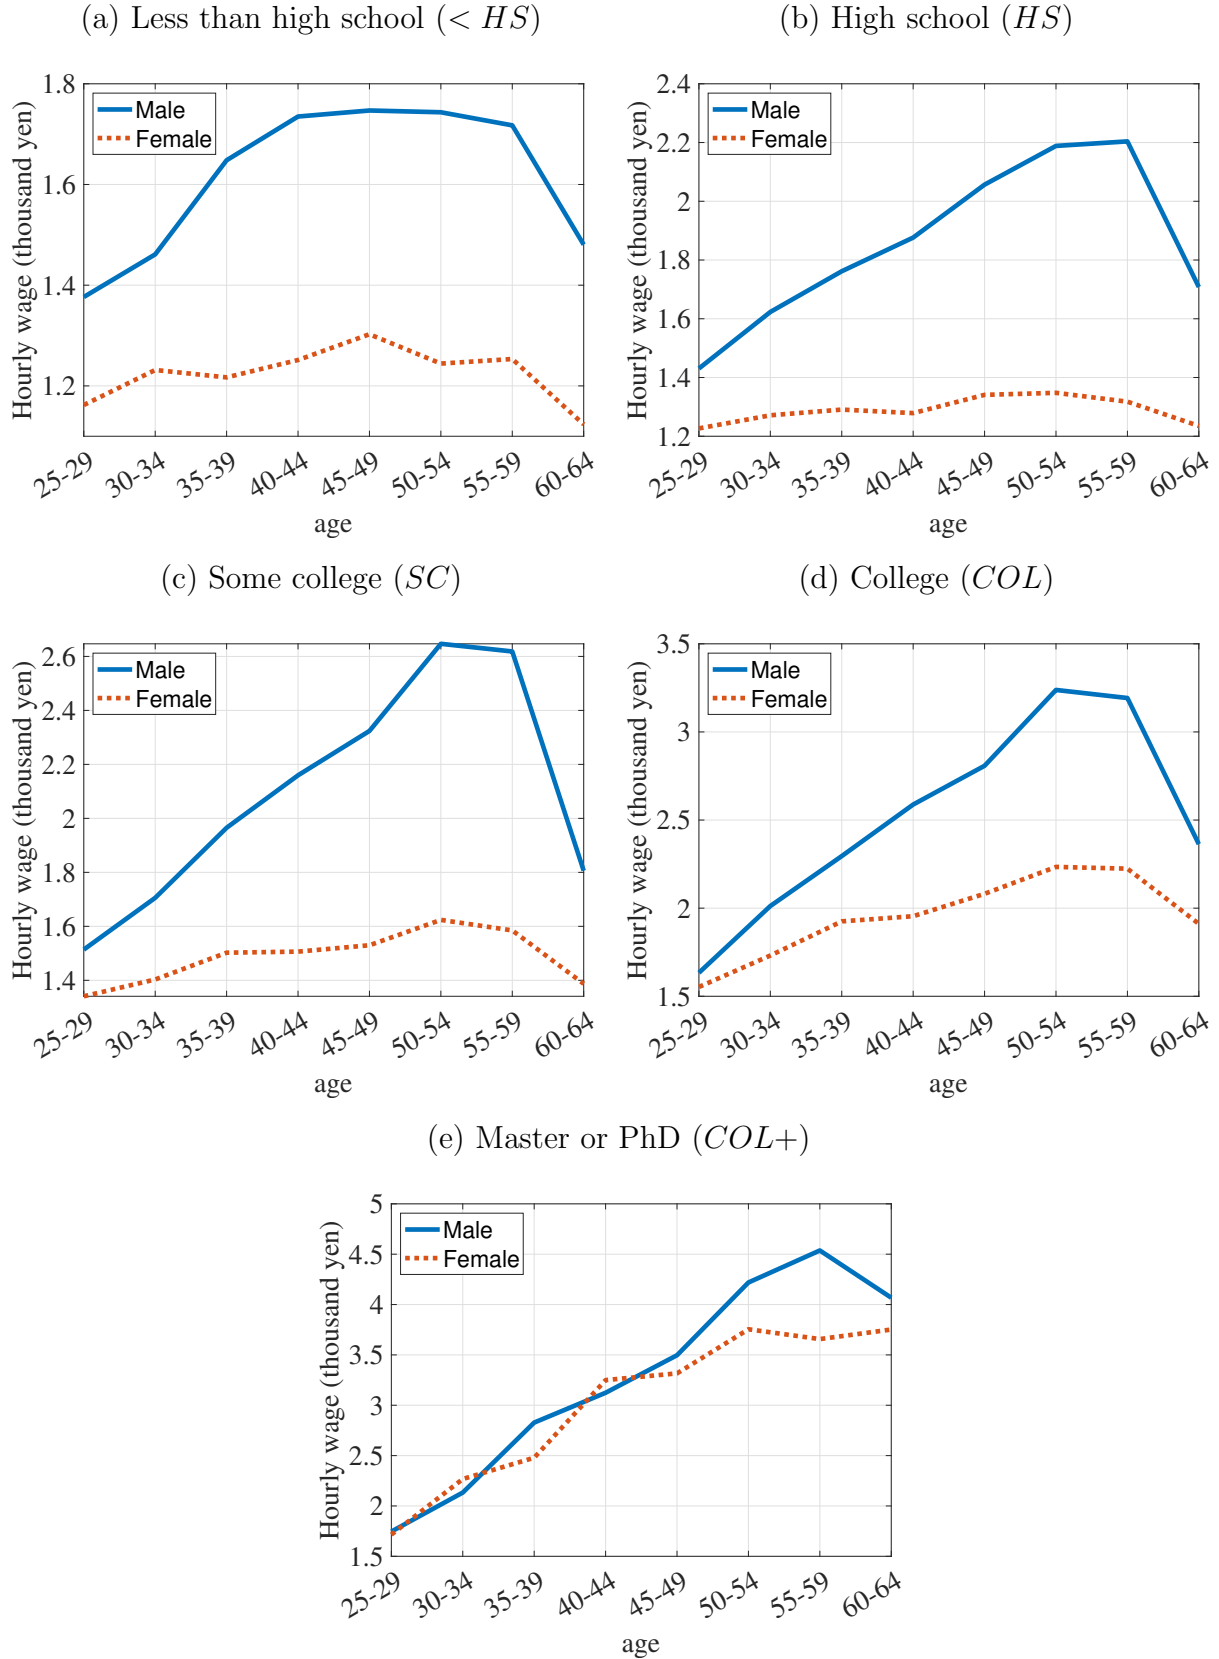 (a) Less than high school (< HS)
Hourly wage (thousand yen)
1.8
1.6
1.4
1.2
Male
Female
25-29
30-34
35-39
40-44
45-49
50-54
55-59
60-64
age
(b) High school (HS)
Hourly wage (thousand yen)
2.4
2.2
2
1.8
1.6
1.4
1.2
Male
Female
25-29
30-34
35-39
40-44
45-49
50-54
55-59
60-64
age
(c) Some college (SC)
Hourly wage (thousand yen)
2.6
2.4
2.2
2
1.8
1.6
1.4
Male
Female
25-29
30-34
35-39
40-44
45-49
50-54
55-59
60-64
age
(d) College (COL)
Hourly wage (thousand yen)
3.5
3
2.5
2
1.5
Male
Female
25-29
30-34
35-39
40-44
45-49
50-54
55-59
60-64
age
(e) Master or PhD (COL+)
Hourly wage (thousand yen)
5
4.5
4
3.5
3
2.5
2
1.5
Male
Female
25-29
30-34
35-39
40-44
45-49
50-54
55-59
60-64
age